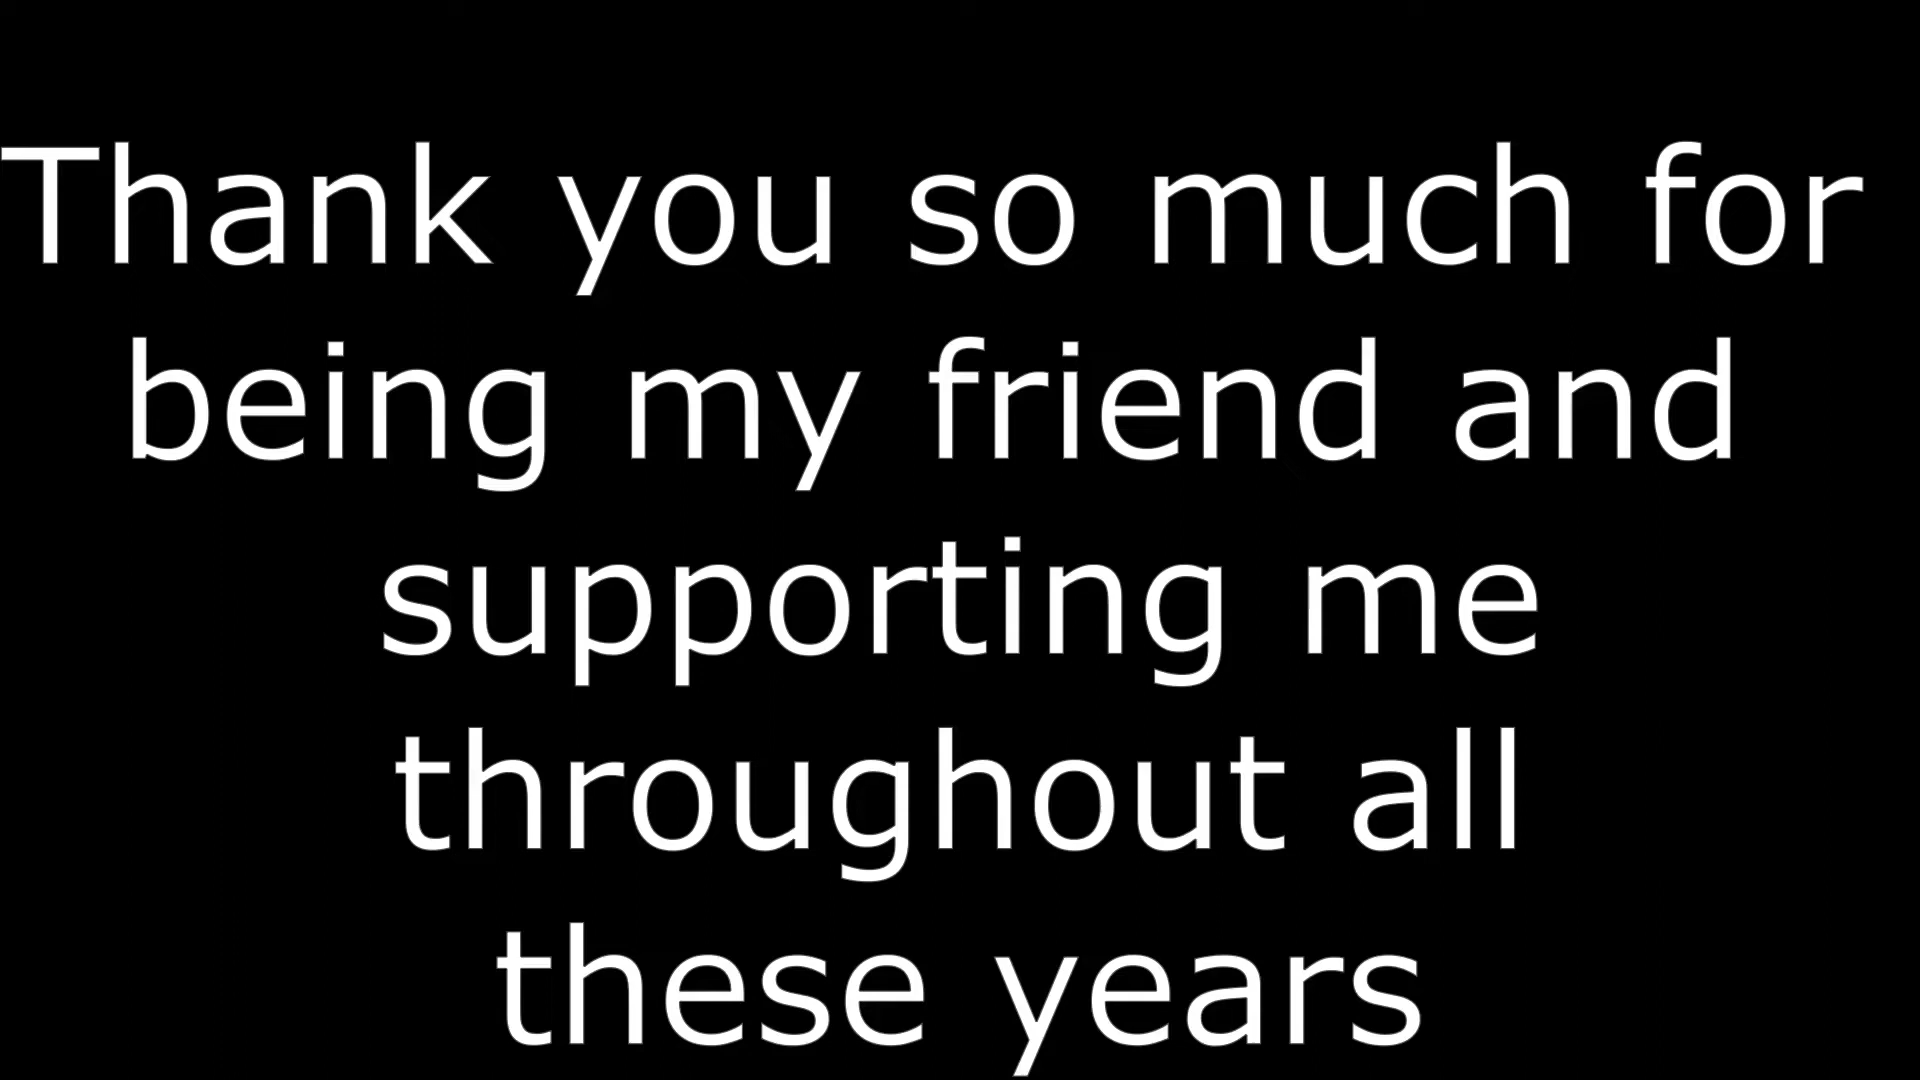 Thank you so much for
being my friend and
supporting me
throughout all
these years